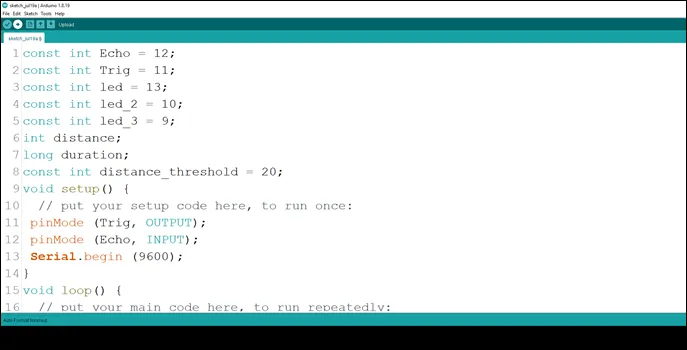 sketch_jul19a | Arduino 1.8.19
File Edit Sketch Tools Help
Upload
sketch_jul19a §
1 const int Echo = 12;
2 const int Trig = 11;
3 const int led = 13;
4 const int led_2 = 10;
5 const int led_3 = 9;
6 int distance;
7 long duration;
8 const int distance_threshold = 20;
9 void setup() {
10 // put your setup code here, to run once:
11 pinMode (Trig, OUTPUT);
12 pinMode (Echo, INPUT);
13 Serial.begin (9600);
14 }
15 void loop() {
16 // put your main code here, to run repeatedly:
Auto Format